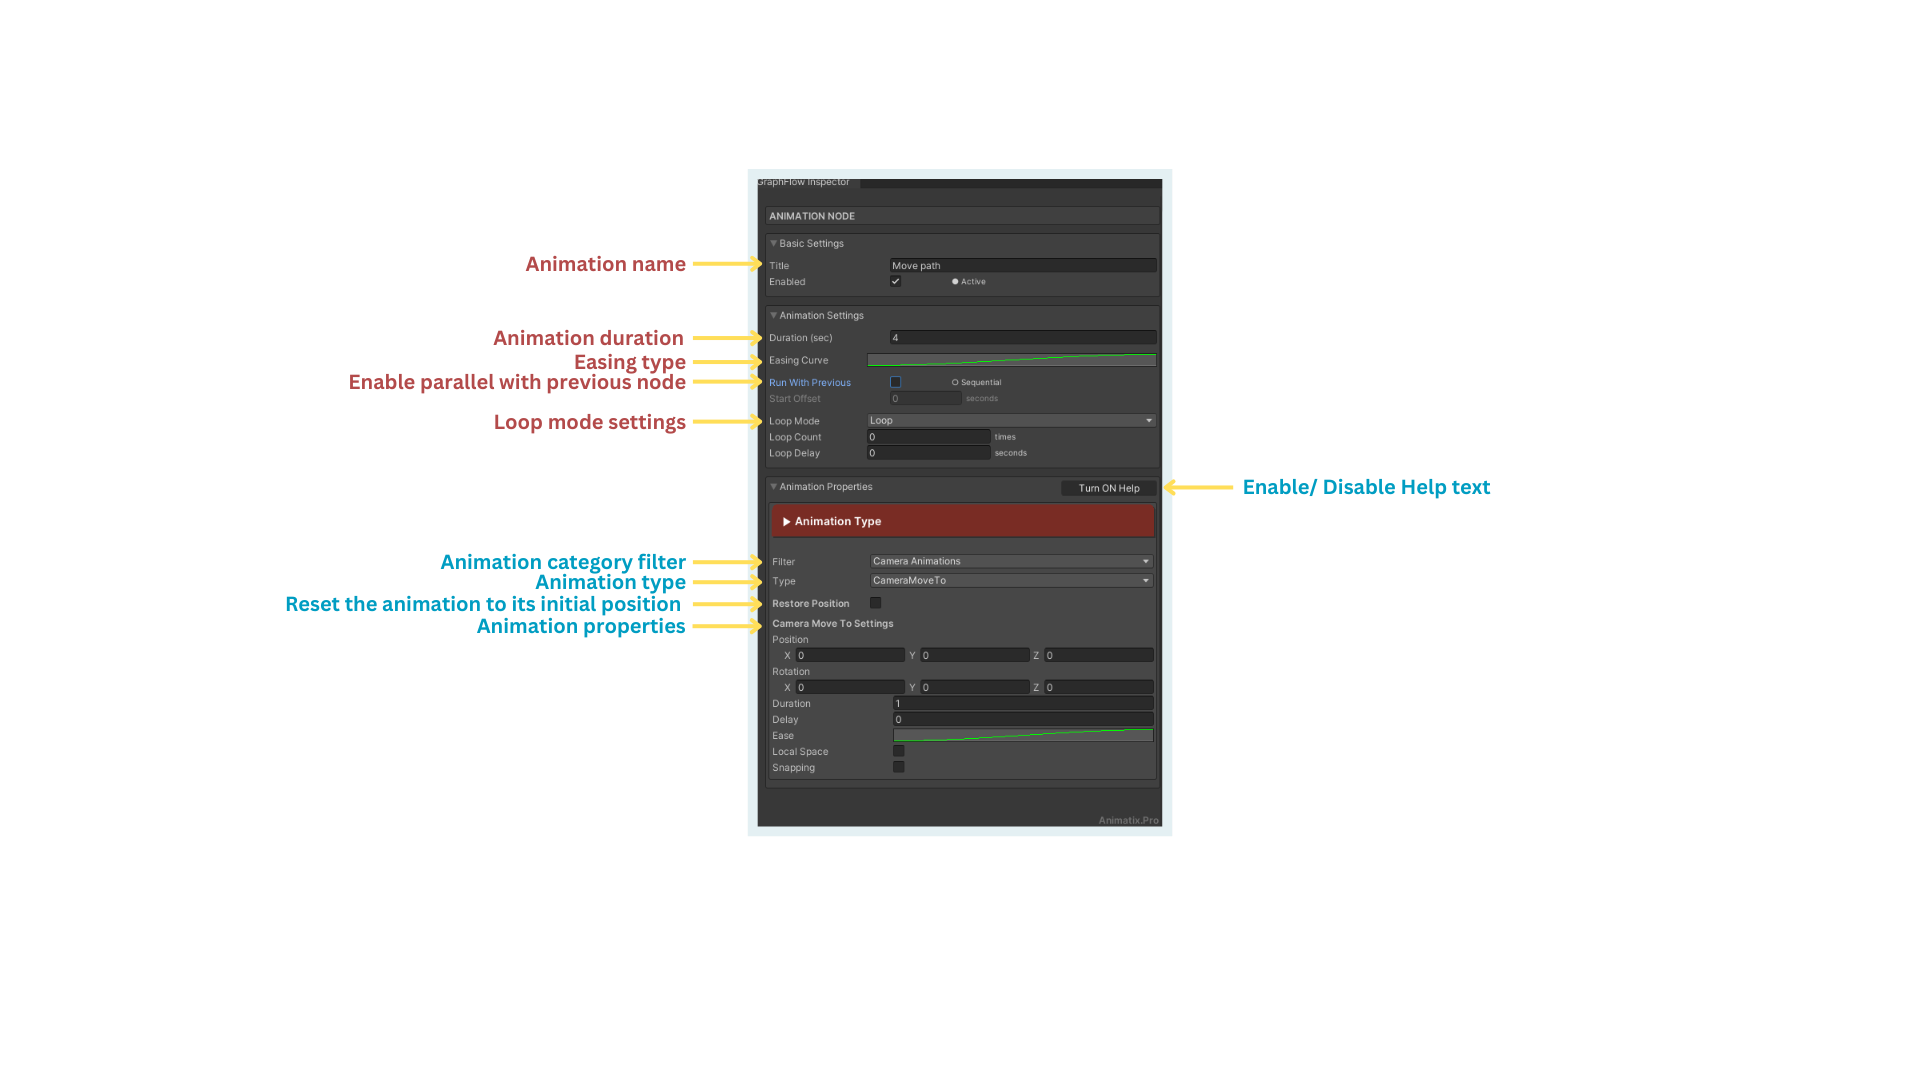 GraphFlow Inspector
ANIMATION NODE
Basic Settings
Animation name
Title Move path
Enabled Active
Animation Settings
Animation duration
Duration (sec) 4
Easing type
Easing Curve
Enable parallel with previous node
Run With Previous Sequential
Start Offset 0 seconds
Loop mode settings
Loop Mode Loop
Loop Count 0 times
Loop Delay 0 seconds
Animation Properties Turn ON Help
Enable/ Disable Help text
Animation Type
Animation category filter
Filter Camera Animations
Animation type
Type CameraMoveTo
Reset the animation to its initial position
Restore Position
Animation properties
Camera Move To Settings
Position
X 0 Y 0 Z 0
Rotation
X 0 Y 0 Z 0
Duration 1
Delay 0
Ease
Local Space
Snapping
Animatix.Pro